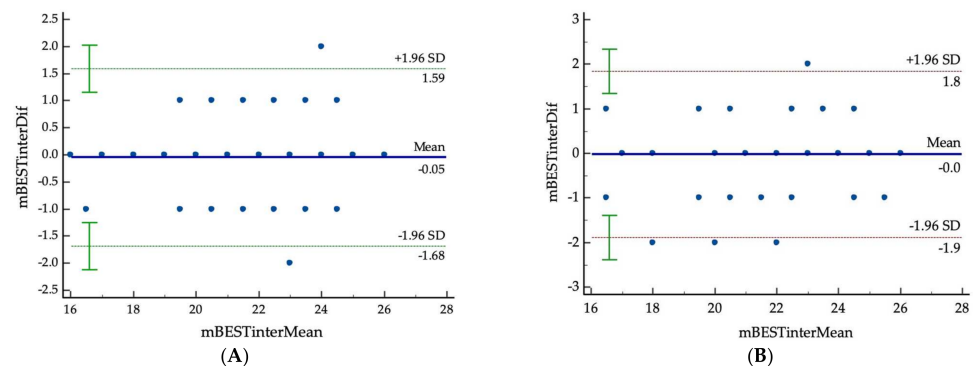 2.5
2.0
1.5
1.0
0.5
0.0
-0.5
-1.0
-1.5
-2.0
-2.5
mBESTinterDif
+1.96 SD
1.59
Mean
-0.05
-1.96 SD
-1.68
16 18 20 22 24 26 28
mBESTinterMean
(A)
3
2
1
0
-1
-2
-3
mBESTinterDif
+1.96 SD
1.8
Mean
-0.0
-1.96 SD
-1.9
16 18 20 22 24 26 28
mBESTinterMean
(B)